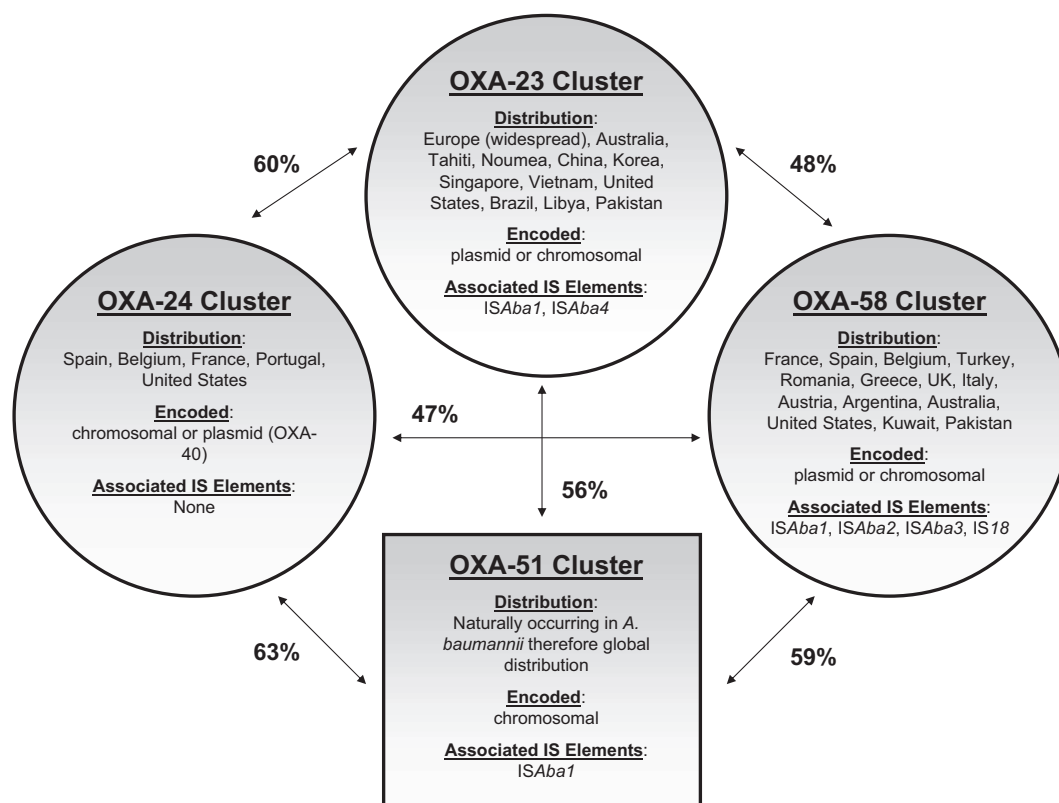 OXA-23 Cluster
Distribution:
Europe (widespread), Australia,
Tahiti, Noumea, China, Korea,
Singapore, Vietnam, United
States, Brazil, Libya, Pakistan
Encoded:
plasmid or chromosomal
Associated IS Elements:
ISAba1, ISAba4
60%
48%
OXA-24 Cluster
Distribution:
Spain, Belgium, France, Portugal,
United States
Encoded:
chromosomal or plasmid (OXA-
40)
Associated IS Elements:
None
OXA-58 Cluster
Distribution:
France, Spain, Belgium, Turkey,
Romania, Greece, UK, Italy,
Austria, Argentina, Australia,
United States, Kuwait, Pakistan
Encoded:
plasmid or chromosomal
Associated IS Elements:
ISAba1, ISAba2, ISAba3, IS18
47%
56%
OXA-51 Cluster
Distribution:
Naturally occurring in A.
baumannii therefore global
distribution
Encoded:
chromosomal
Associated IS Elements:
ISAba1
63%
59%